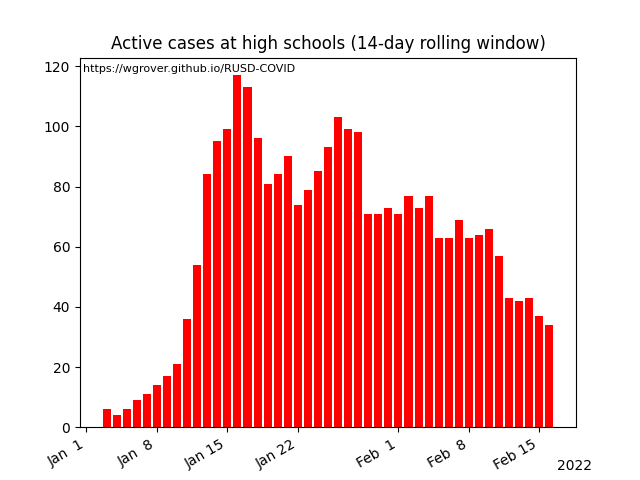 Active cases at high schools (14-day rolling window)
https://wgrover.github.io/RUSD-COVID
120
100
80
60
40
20
0
Jan 1
Jan 8
Jan 15
Jan 22
Feb 1
Feb 8
Feb 15
2022